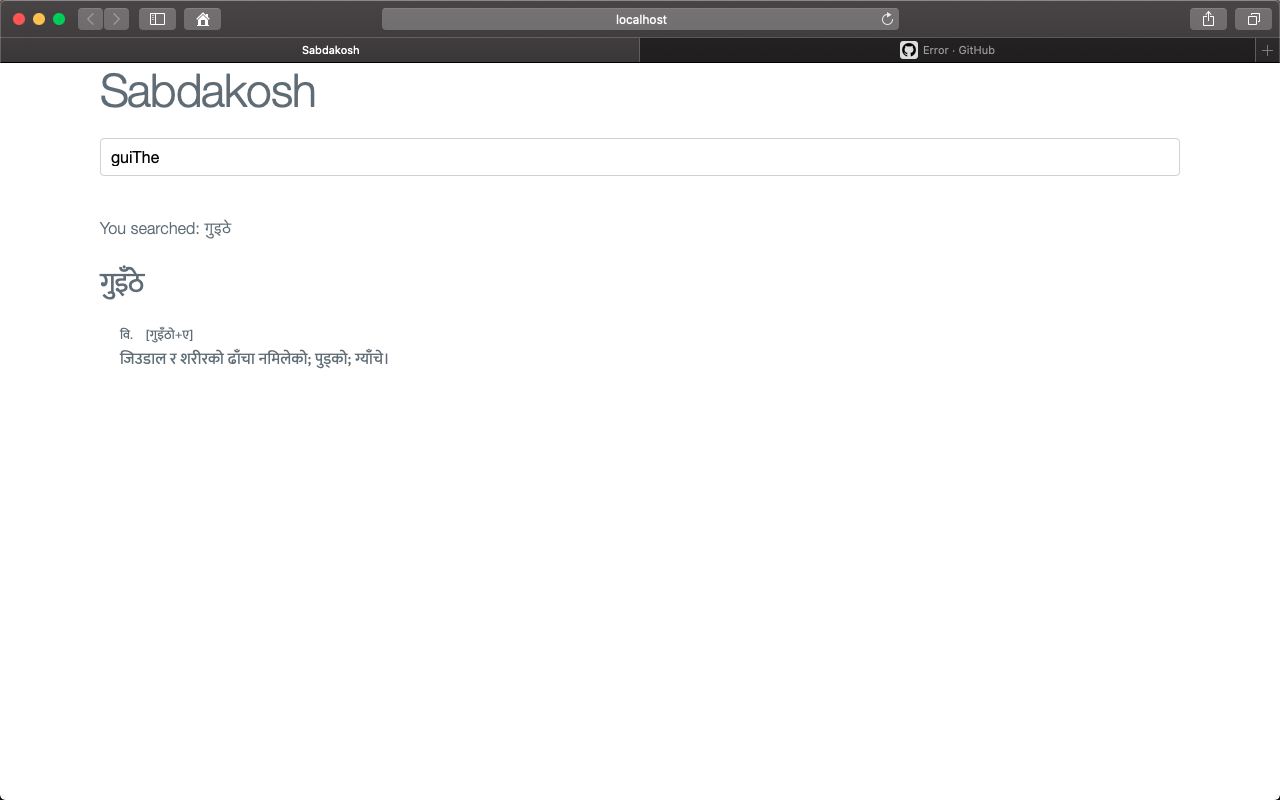 localhost
Sabdakosh
Error · GitHub
Sabdakosh
guiThe
You searched: गुइठे
गुइँठे
वि. [गुइँठो+ए]
जिउडाल र शरीरको ढाँचा नमिलेको; पुड्को; ग्याँचे।